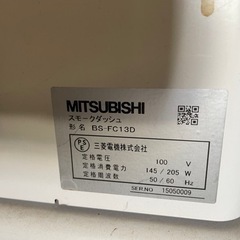 MITSUBISHI
スモークダッシュ
形名 BS-FC13D
PSE
三菱電機株式会社
定格電圧 100 V
定格消費電力 145/205 W
定格周波数 50/60 Hz
SER.NO 15050009